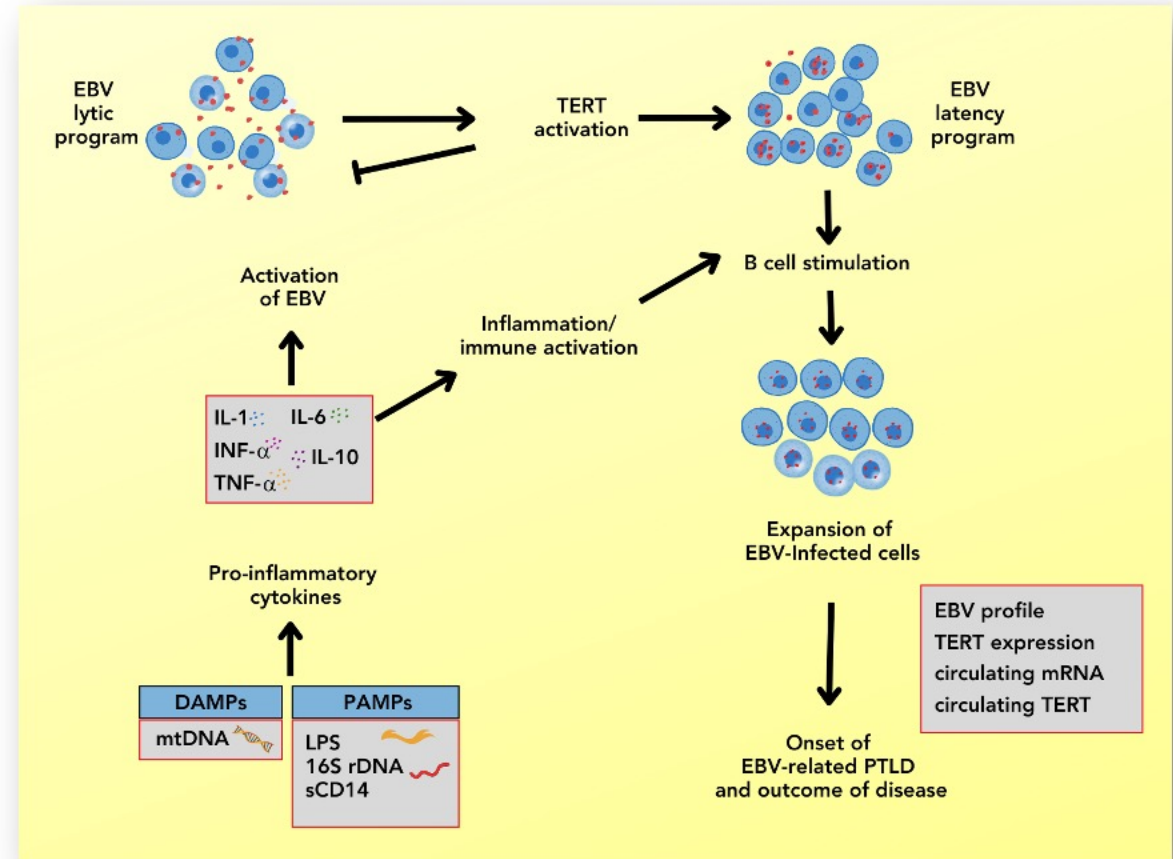 EBV
lytic
program
TERT
activation
EBV
latency
program
Activation
of EBV
B cell stimulation
Inflammation/
immune activation
IL-1 IL-6
INF-α
IL-10
TNF-α
Expansion of
EBV-Infected cells
Pro-inflammatory
cytokines
EBV profile
TERT expression
circulating mRNA
circulating TERT
DAMPs
mtDNA
PAMPs
LPS
16S rDNA
sCD14
Onset of
EBV-related PTLD
and outcome of disease